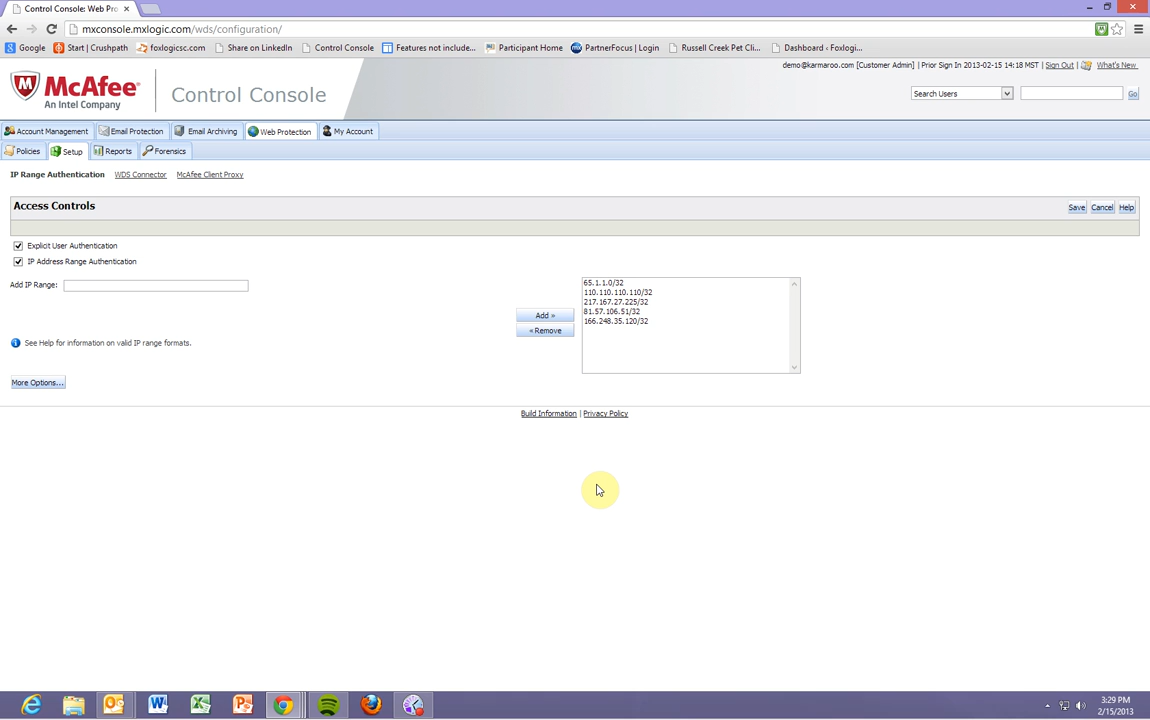 Control Console: Web Pro
mxconsole.mxlogic.com/wds/configuration/
Google Start | Crushpath foxlogicsc.com Share on LinkedIn Control Console Features not include... Participant Home PartnerFocus | Login Russell Creek Pet Cli... Dashboard ‹ Foxlogi...
demo@karmaroo.com [Customer Admin] | Prior Sign In 2013-02-15 14:18 MST | Sign Out | What's New
McAfee
An Intel Company
Control Console
Search Users Go
Account Management Email Protection Email Archiving Web Protection My Account
Policies Setup Reports Forensics
IP Range Authentication WDS Connector McAfee Client Proxy
Access Controls Save Cancel Help
Explicit User Authentication
IP Address Range Authentication
Add IP Range:
65.1.1.0/32
110.110.110.110/32
217.167.27.225/32
81.57.106.51/32
166.248.35.120/32
Add »
« Remove
See Help for information on valid IP range formats.
More Options...
Build Information | Privacy Policy
3:29 PM
2/15/2013